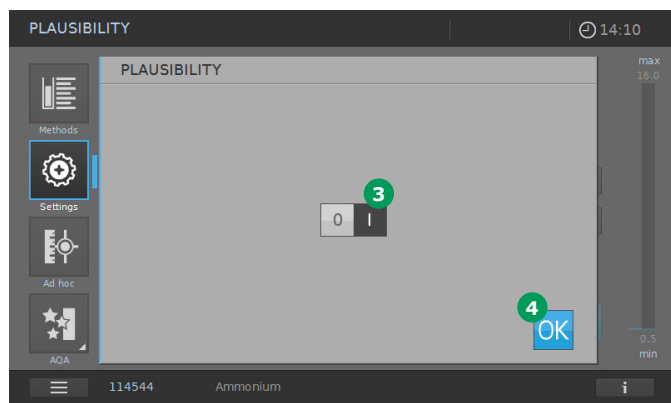 PLAUSIBILITY
14:10
PLAUSIBILITY
max
16.0
Methods
Settings
Ad hoc
AQA
3
0 I
4
OK
0.5
min
114544 Ammonium
i